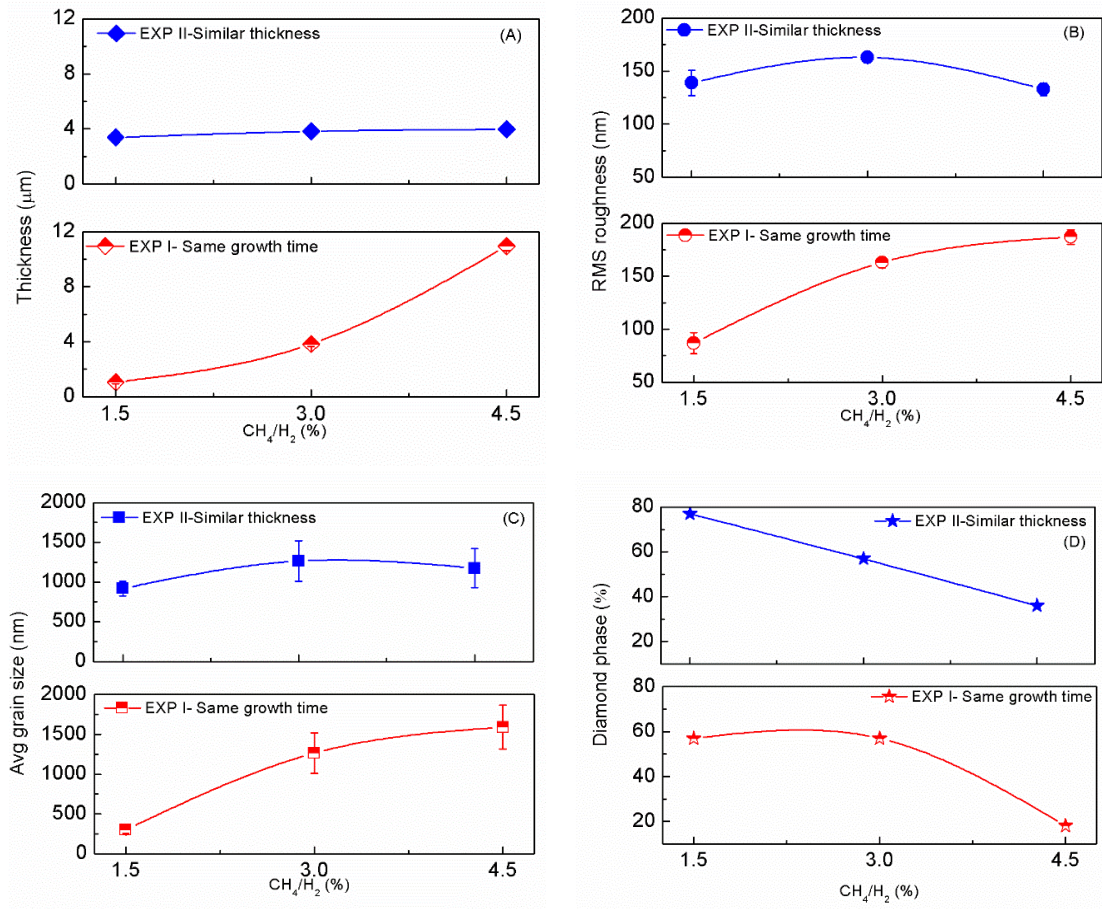 12
8
4
0
EXP II-Similar thickness
(A)
12
8
4
0
EXP I- Same growth time
Thickness (μm)
1.5
3.0
4.5
CH₄/H₂ (%)
200
150
100
50
EXP II-Similar thickness
(B)
200
150
100
50
EXP I- Same growth time
RMS roughness (nm)
1.5
3.0
4.5
CH₄/H₂ (%)
2000
1500
1000
500
0
EXP II-Similar thickness
(C)
2000
1500
1000
500
0
EXP I- Same growth time
Avg grain size (nm)
1.5
3.0
4.5
CH₄/H₂ (%)
80
60
40
20
EXP II-Similar thickness
(D)
80
60
40
20
EXP I- Same growth time
Diamond phase (%)
1.5
3.0
4.5
CH₄/H₂ (%)